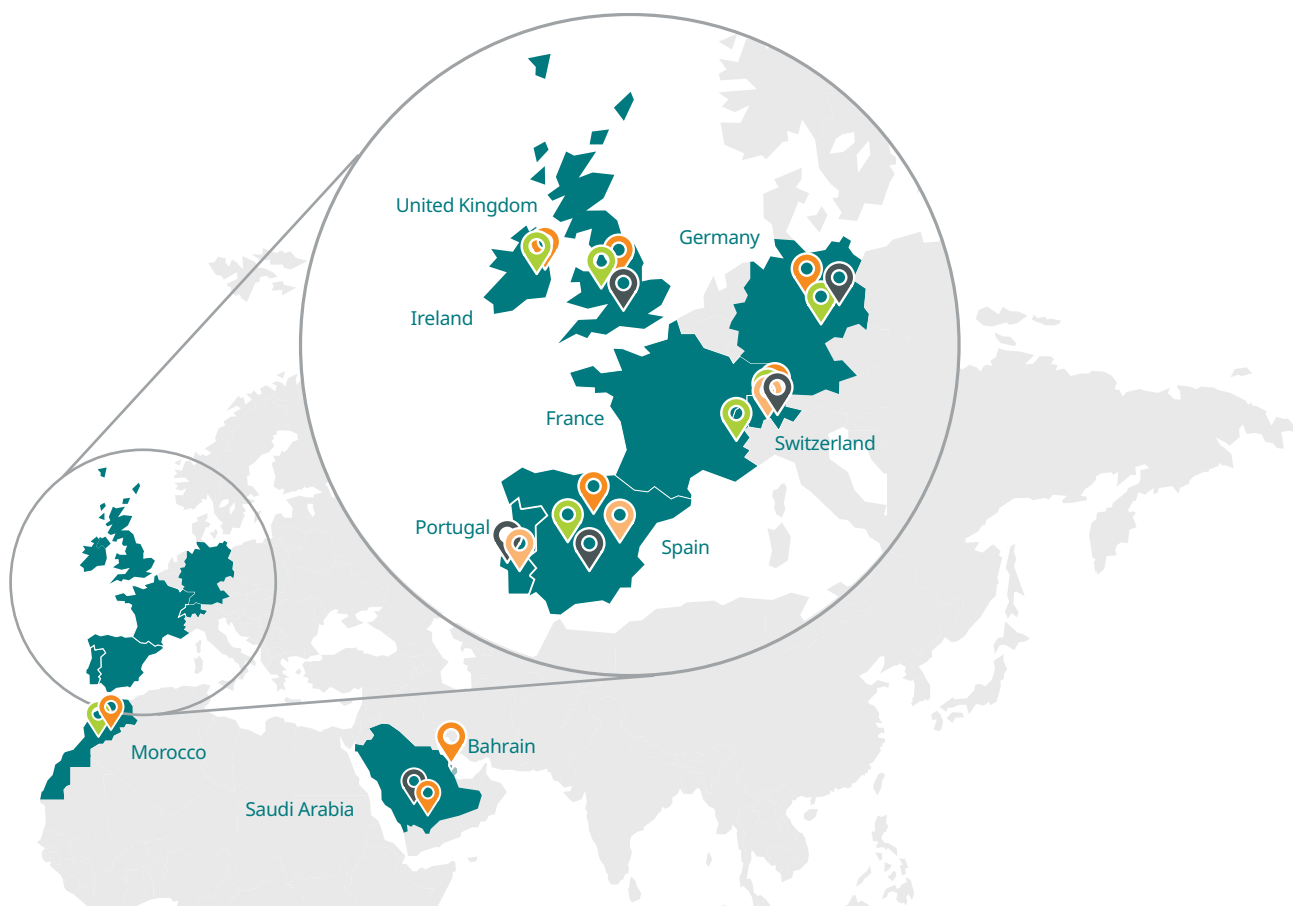 United Kingdom
Germany
Ireland
France
Switzerland
Portugal
Spain
Bahrain
Morocco
Saudi Arabia